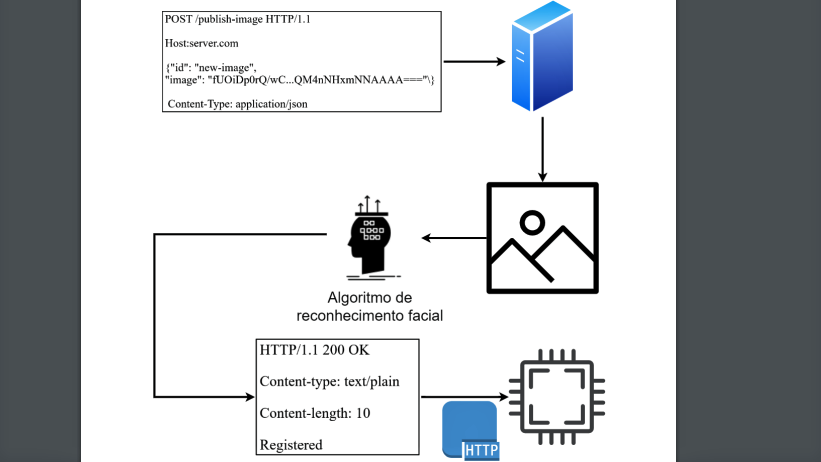 POST /publish-image HTTP/1.1
Host:server.com
{"id": "new-image",
"image": "fUOiDp0rQ/wC...QM4nNHxmNNAAAA==="\}
Content-Type: application/json
Algoritmo de
reconhecimento facial
HTTP/1.1 200 OK
Content-type: text/plain
Content-length: 10
Registered
HTTP